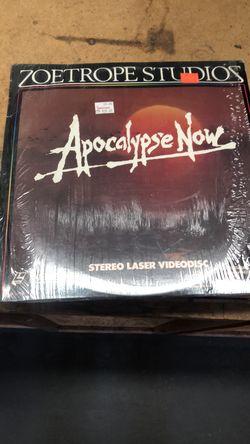 ZOETROPE STUDIOS
Apocalypse Now
STEREO LASER VIDEODISC